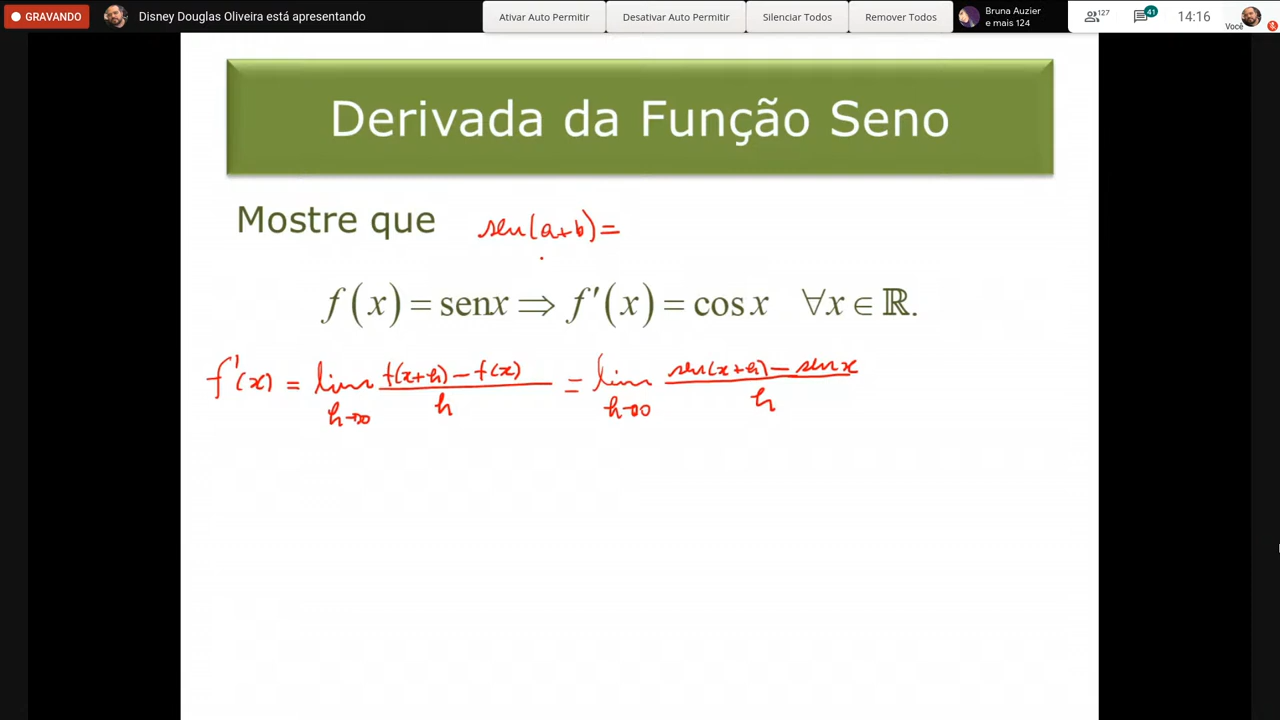 GRAVANDO Disney Douglas Oliveira está apresentando Ativar Auto Permitir Desativar Auto Permitir Silenciar Todos Remover Todos Bruna Auzier e mais 124 127 41 14:16 Você
Derivada da Função Seno
Mostre que sen(a+b)=
f(x) = senx ⇒ f'(x) = cos x ∀x ∈ ℝ.
f'(x) = lim h→0 f(x+h) − f(x) / h = lim h→0 sen(x+h) − sen x / h